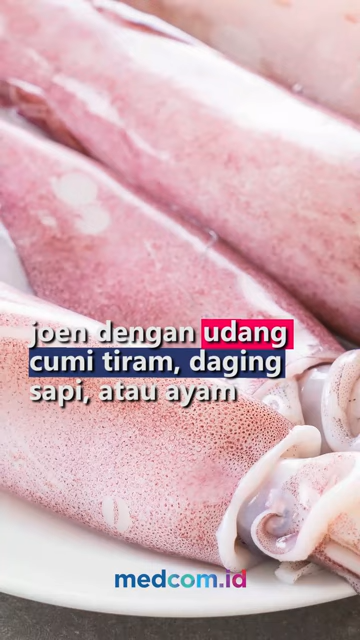 joen dengan udang
cumi tiram, daging
sapi, atau ayam
medcom.id